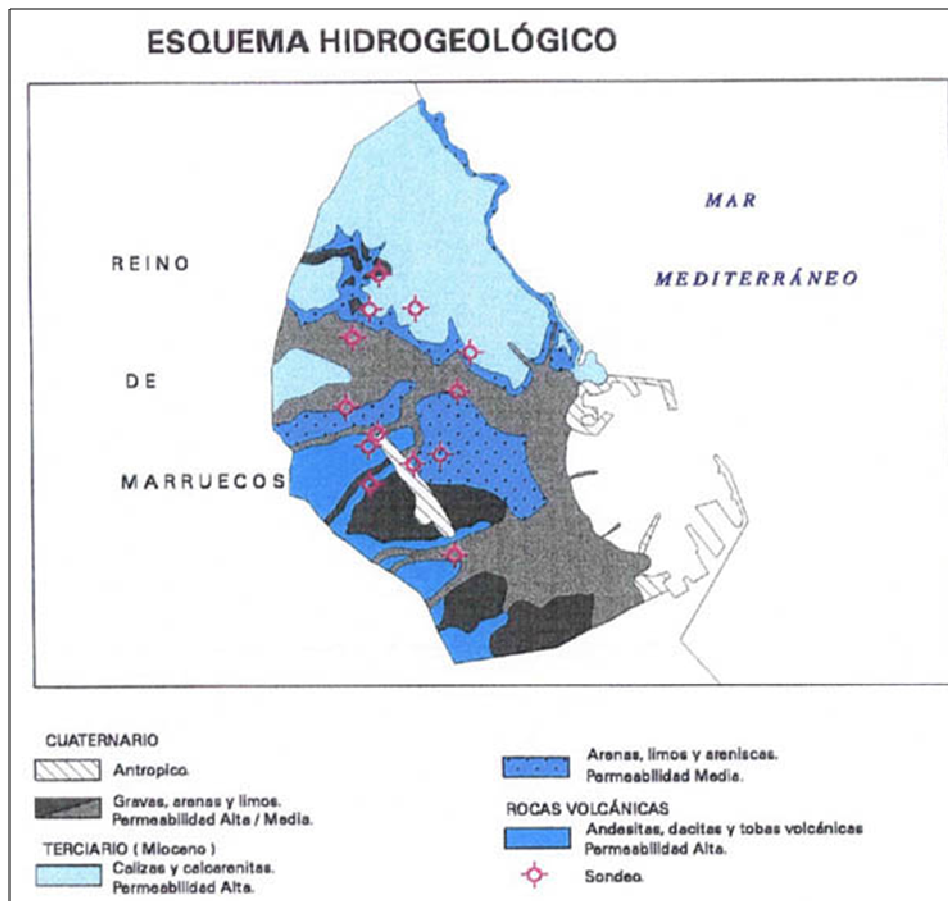 ESQUEMA HIDROGEOLÓGICO
MAR
MEDITERRÁNEO
REINO
DE
MARRUECOS
CUATERNARIO
Antropico.
Gravas, arenas y limos.
Permeabilidad Alta / Media.
TERCIARIO ( Mioceno )
Calizas y calcarenitas.
Permeabilidad Alta.
Arenas, limos y areniscas.
Permeabilidad Media.
ROCAS VOLCÁNICAS
Andesitas, dacitas y tobas volcánicas
Permeabilidad Alta.
Sondeo.